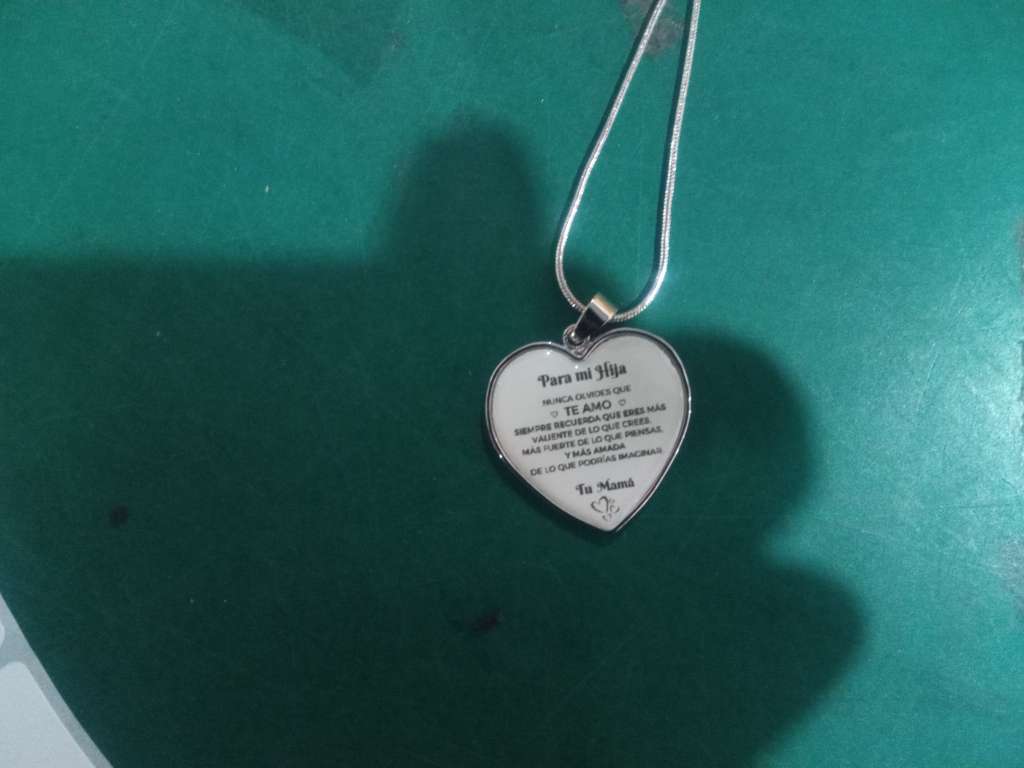 Para mi Hija
NUNCA OLVIDES QUE
TE AMO
SIEMPRE RECUERDA QUE ERES MÁS
VALIENTE DE LO QUE CREES,
MÁS FUERTE DE LO QUE PIENSAS,
Y MÁS AMADA
DE LO QUE PODRÍAS IMAGINAR
Tu Mamá